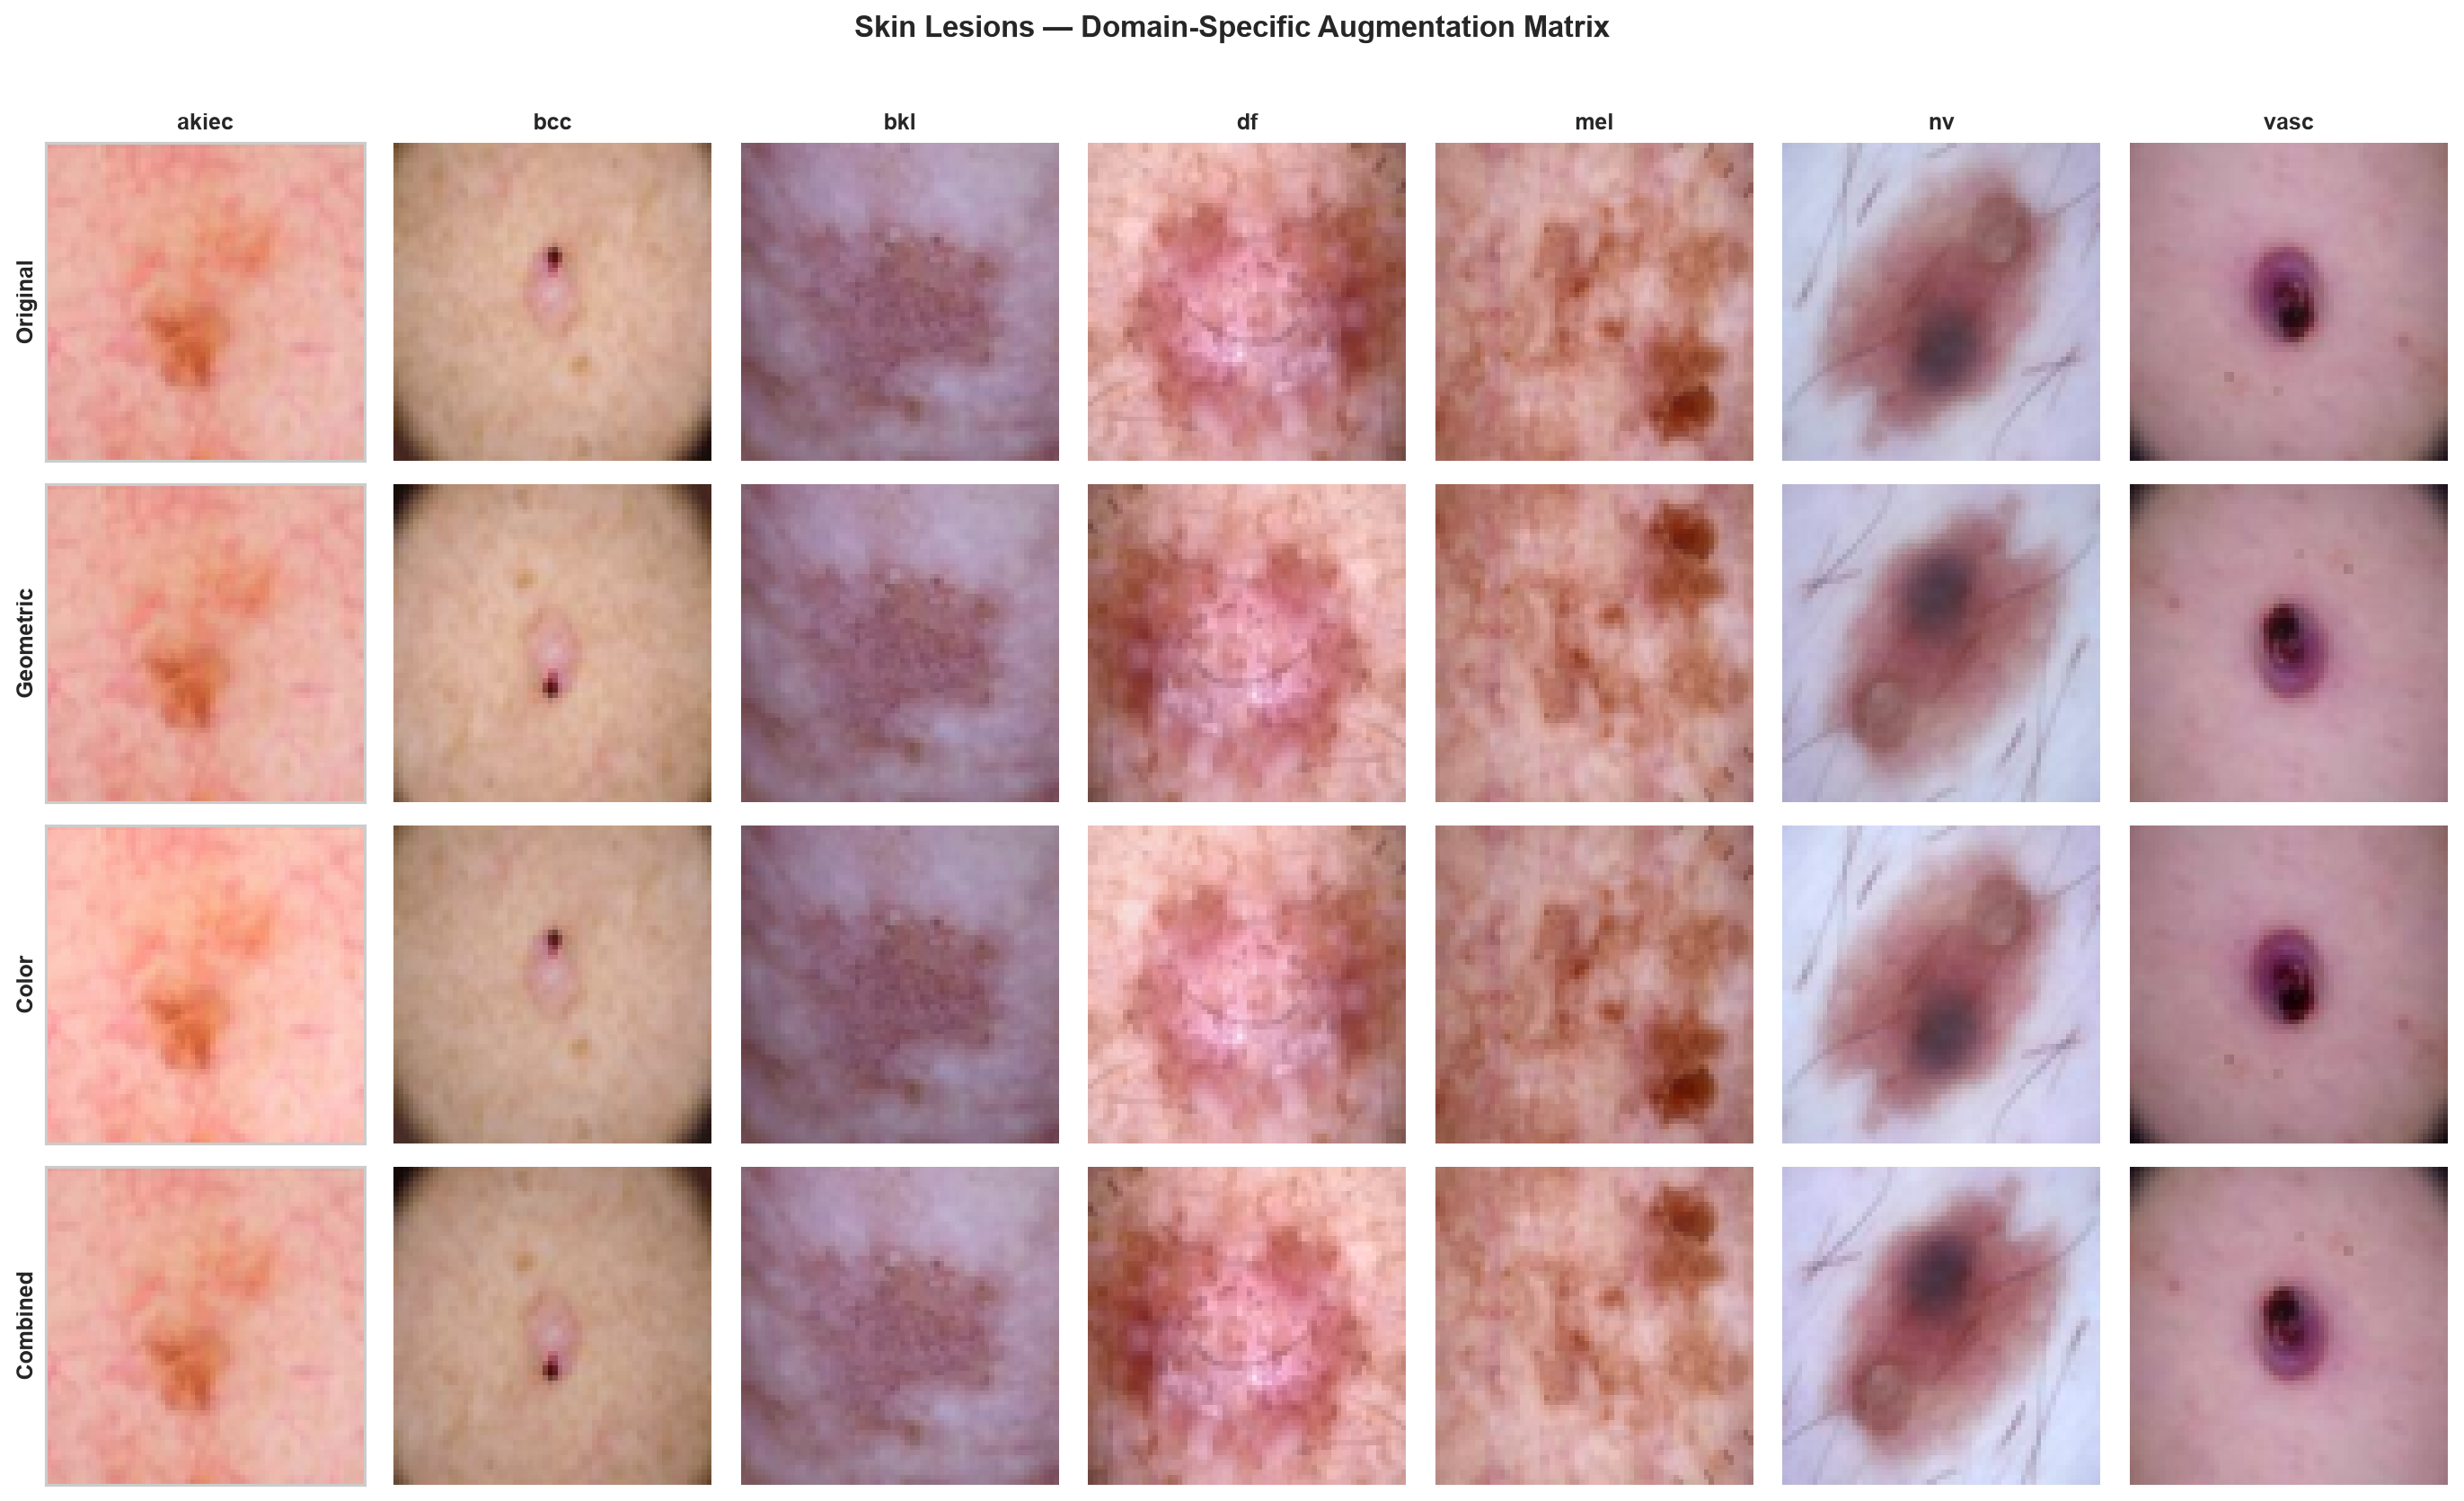 Skin Lesions — Domain-Specific Augmentation Matrix
akiec bcc bkl df mel nv vasc
Original
Geometric
Color
Combined